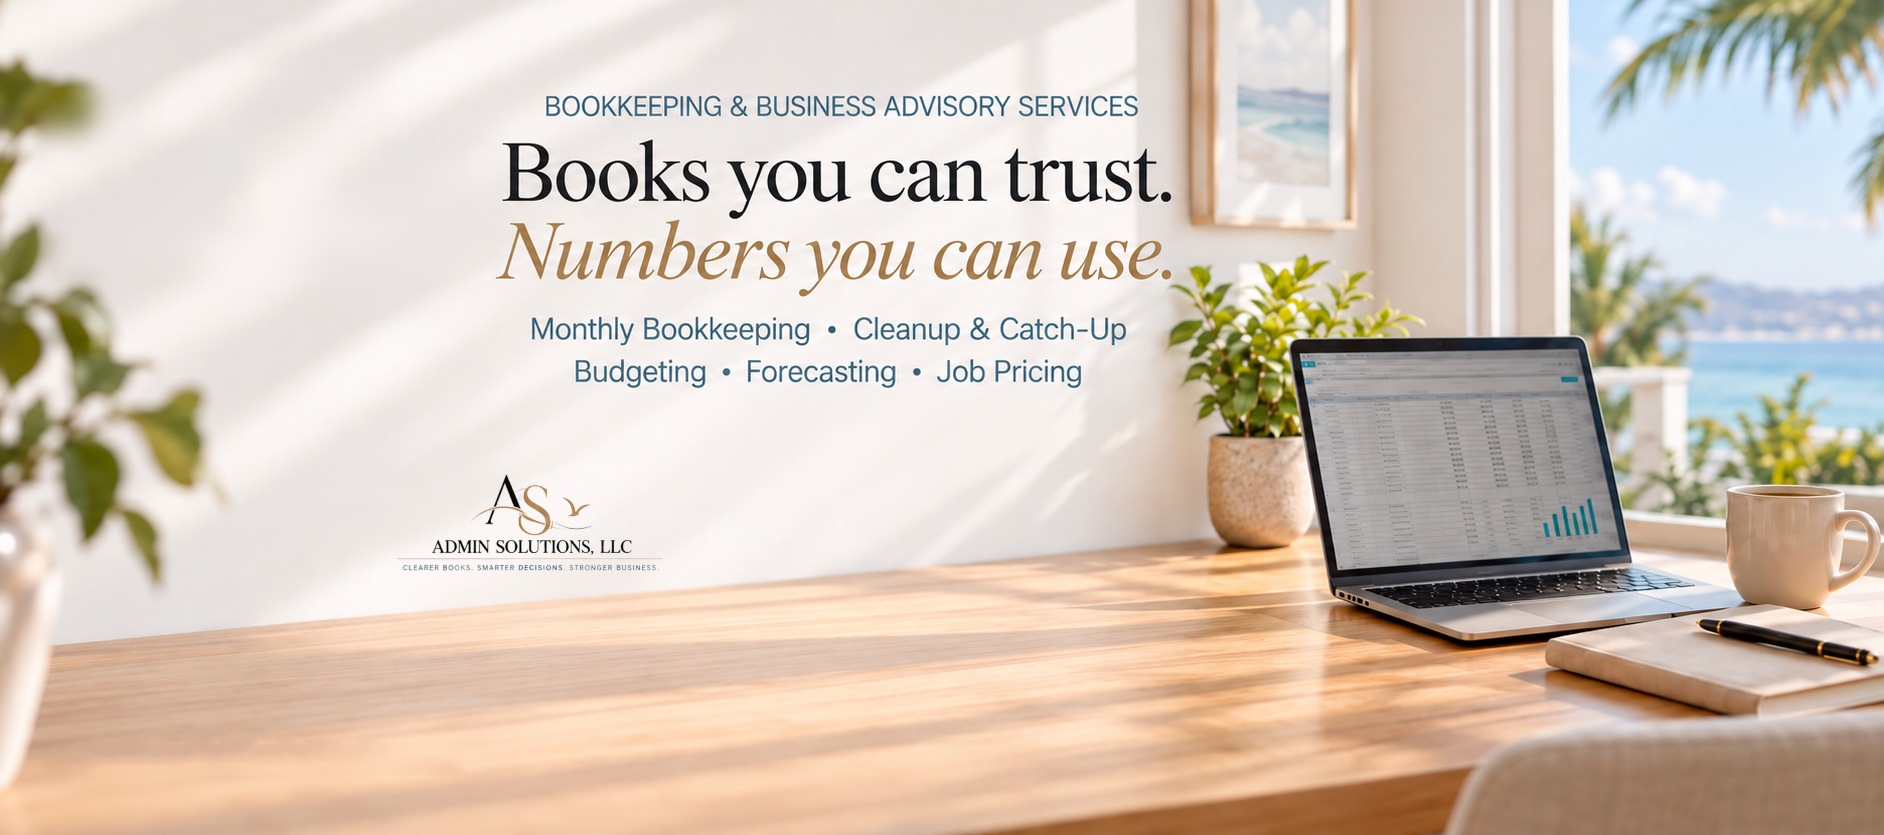 BOOKKEEPING & BUSINESS ADVISORY SERVICES
Books you can trust.
Numbers you can use.
Monthly Bookkeeping • Cleanup & Catch-Up
Budgeting • Forecasting • Job Pricing
AS
ADMIN SOLUTIONS, LLC
CLEARER BOOKS. SMARTER DECISIONS. STRONGER BUSINESS.